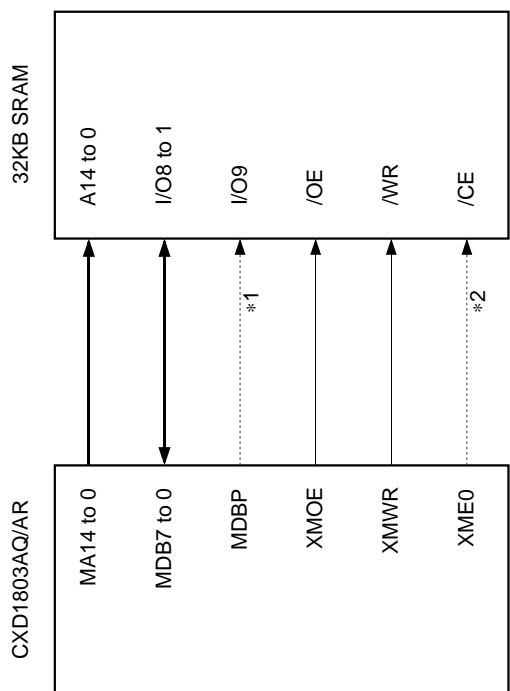 CXD1803AQ/AR
MA14 to 0
MDB7 to 0
MDBP
XMOE
XMWR
XME0
*1
*2
32KB SRAM
A14 to 0
I/O8 to 1
I/O9
/OE
/WR
/CE